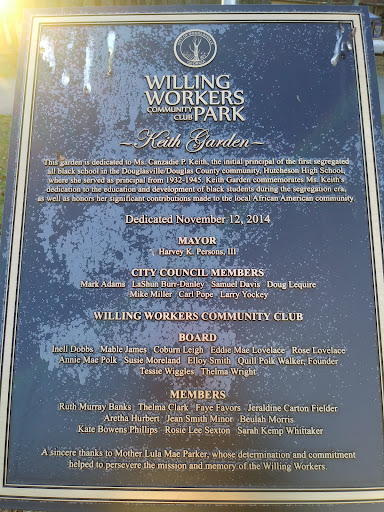 WILLING
WORKERS
COMMUNITY
CLUB
PARK
~Keith Garden~
This garden is dedicated to Ms. Canzadie P. Keith, the initial principal of the first segregated
all black school in the Douglasville/Douglas County community, Hutcheson High School,
where she served as principal from 1932-1945. Keith Garden commemorates Ms. Keith's
dedication to the education and development of black students during the segregation era,
as well as honors her significant contributions made to the local African American community.
Dedicated November 12, 2014
MAYOR
Harvey K. Persons, III
CITY COUNCIL MEMBERS
Mark Adams LaShun Burr-Danley Samuel Davis Doug Lequire
Mike Miller Carl Pope Larry Yockey
WILLING WORKERS COMMUNITY CLUB
BOARD
Inell Dobbs Mable James Coburn Leigh Eddie Mae Lovelace Rose Lovelace
Annie Mae Polk Susie Moreland Elloy Smith Quill Polk Walker, Founder
Tessie Wiggles Thelma Wright
MEMBERS
Ruth Murray Banks Thelma Clark Faye Favors Jeraldine Carton Fielder
Aretha Hurbert Jean Smith Minor Beulah Morris
Kate Bowens Phillips Rosie Lee Sexton Sarah Kemp Whittaker
A sincere thanks to Mother Lula Mae Parker, whose determination and commitment
helped to persevere the mission and memory of the Willing Workers.